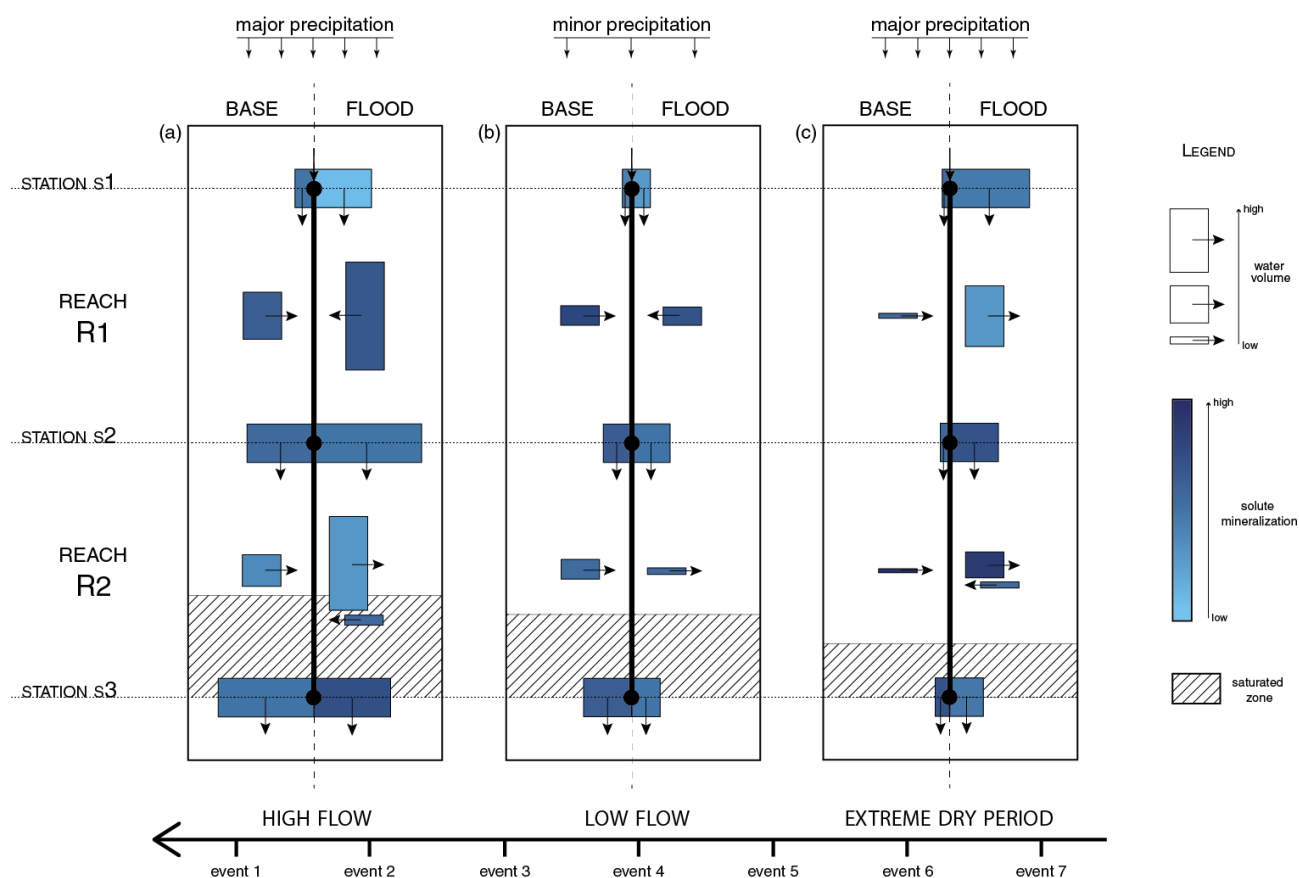 major precipitation
minor precipitation
major precipitation
BASE FLOOD
BASE FLOOD
BASE FLOOD
(a)
(b)
(c)
LEGEND
STATION S1
high
water
volume
low
REACH
R1
STATION S2
high
solute
mineralization
low
REACH
R2
saturated
zone
STATION S3
HIGH FLOW
LOW FLOW
EXTREME DRY PERIOD
event 1
event 2
event 3
event 4
event 5
event 6
event 7